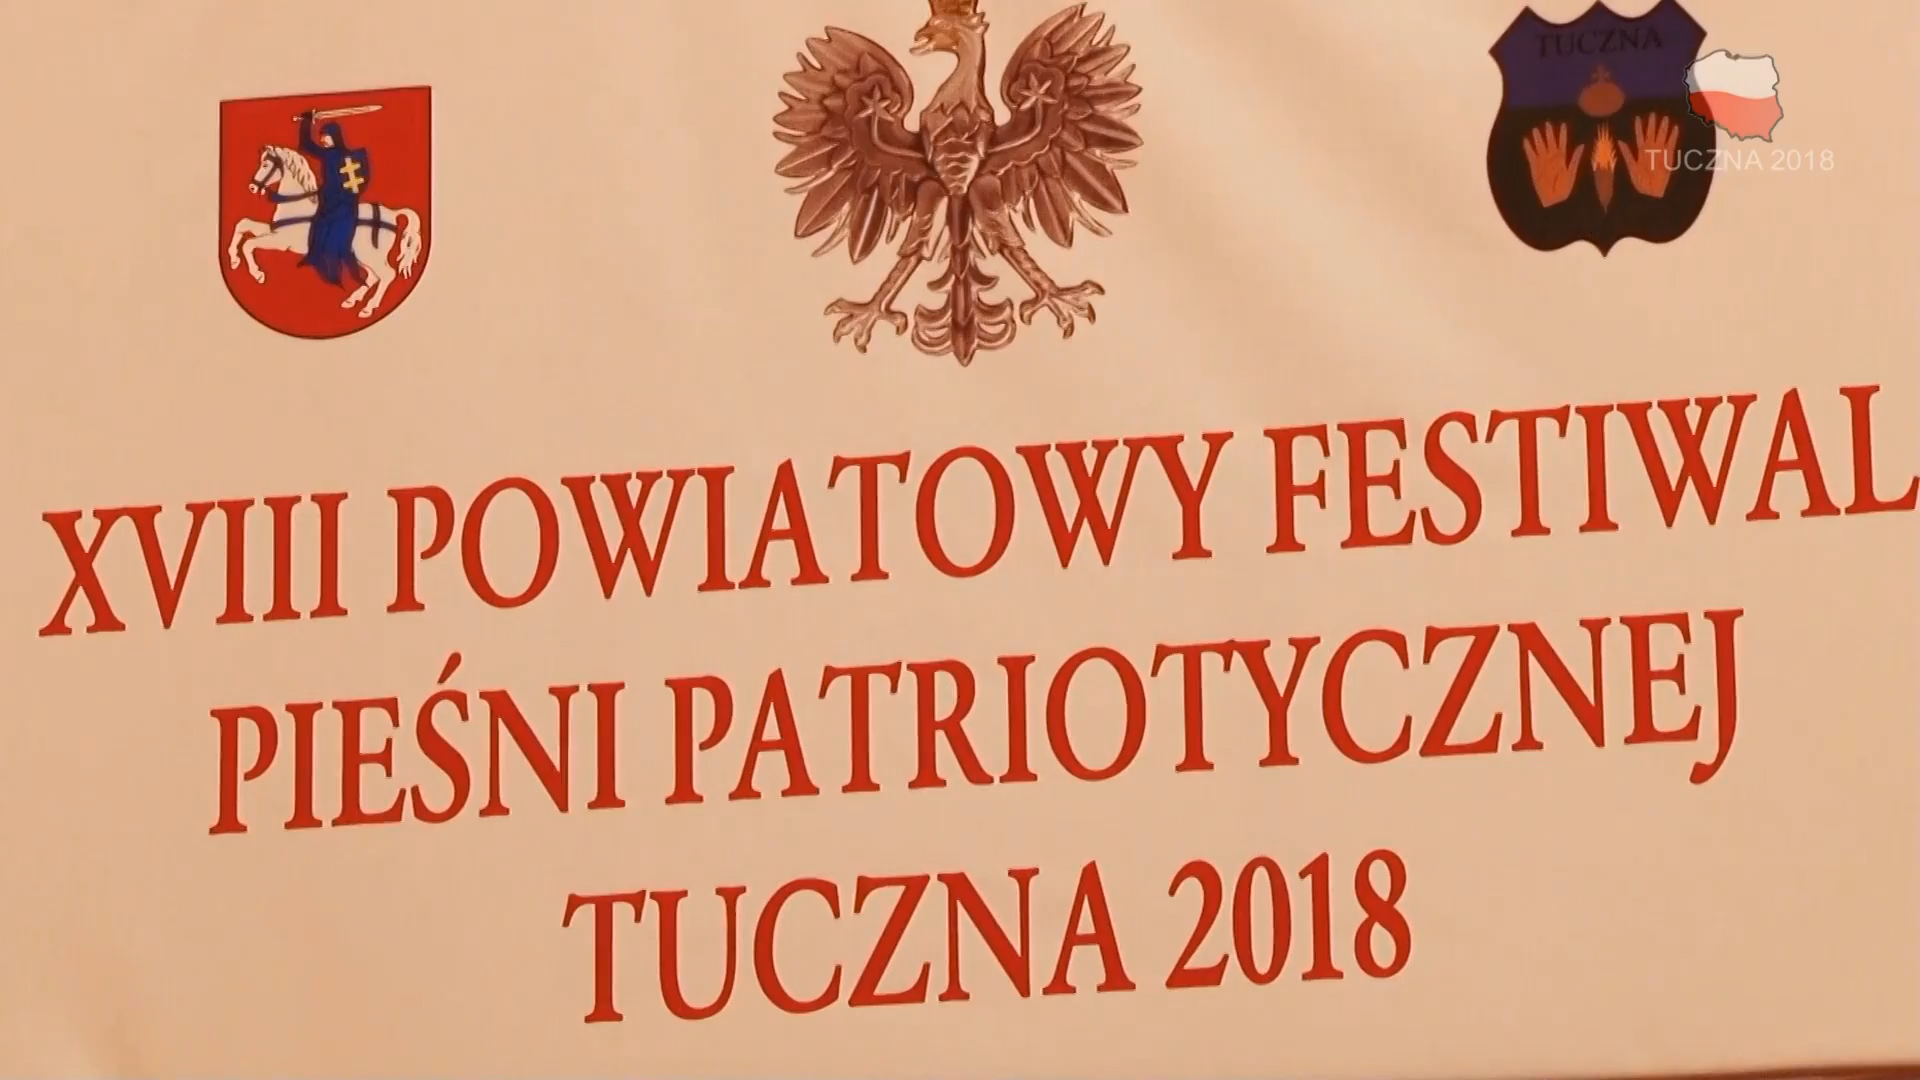 TUCZNA
TUCZNA 2018
XVIII POWIATOWY FESTIWAL
PIEŚNI PATRIOTYCZNEJ
TUCZNA 2018